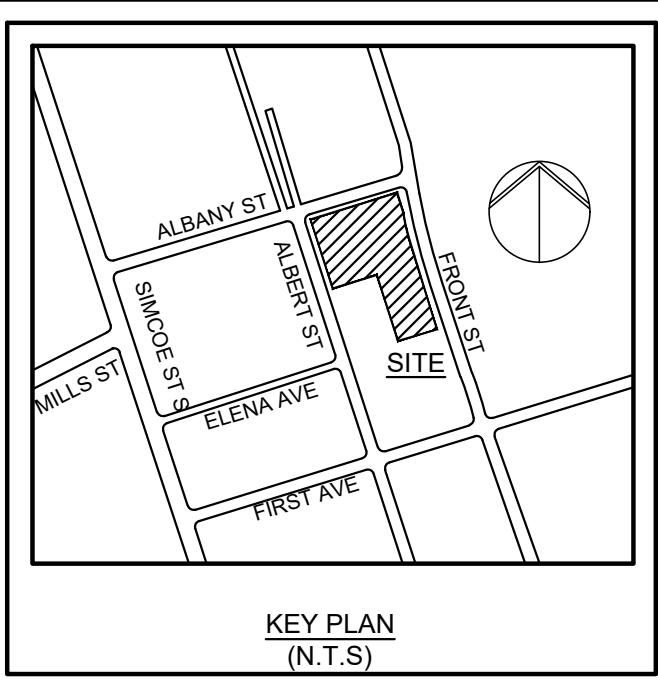 ALBANY ST
ALBERT ST
FRONT ST
SIMCOE ST S
SITE
MILLS ST
ELENA AVE
FIRST AVE
KEY PLAN
(N.T.S)